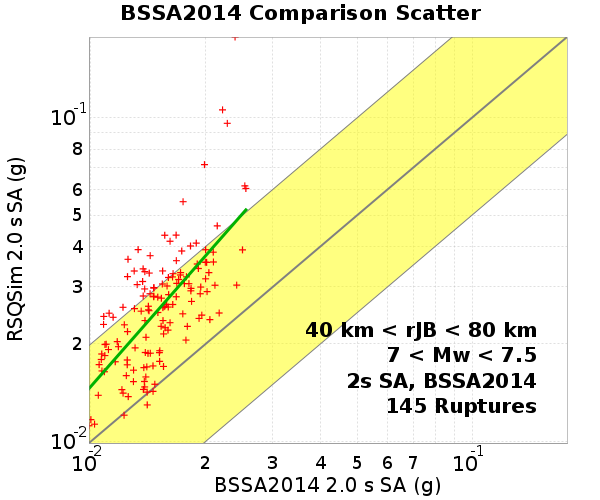 BSSA2014 Comparison Scatter
RSQSim 2.0 s SA (g)
10-1
8
6
5
4
3
2
10-2
40 km < rJB < 80 km
7 < Mw < 7.5
2s SA, BSSA2014
145 Ruptures
10-2 2 3 4 5 6 7 10-1
BSSA2014 2.0 s SA (g)